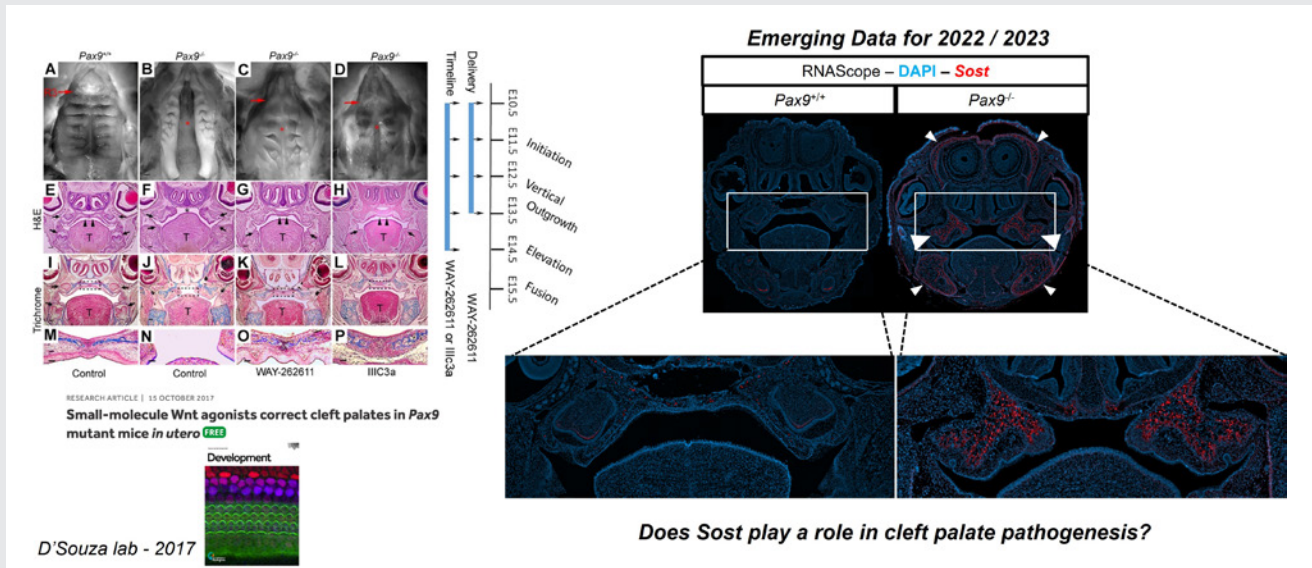 Pax9+/+ Pax9-/- Pax9-/- Pax9-/-
A B C D
E F G H
H&E
T T T T
I J K L
Trichrome
T T T T
M N O P
Control Control WAY-262611 IIIC3a
Timeline
Delivery
E10.5
E11.5
Initiation
E12.5
Vertical
Outgrowth
E13.5
E14.5
Elevation
E15.5
Fusion
WAY-262611 or IIIc3a
WAY-262611
RESEARCH ARTICLE | 15 OCTOBER 2017
Small-molecule Wnt agonists correct cleft palates in Pax9
mutant mice in utero FREE
Development
D'Souza lab - 2017
Emerging Data for 2022 / 2023
RNAScope – DAPI – Sost
Pax9+/+ Pax9-/-
Does Sost play a role in cleft palate pathogenesis?